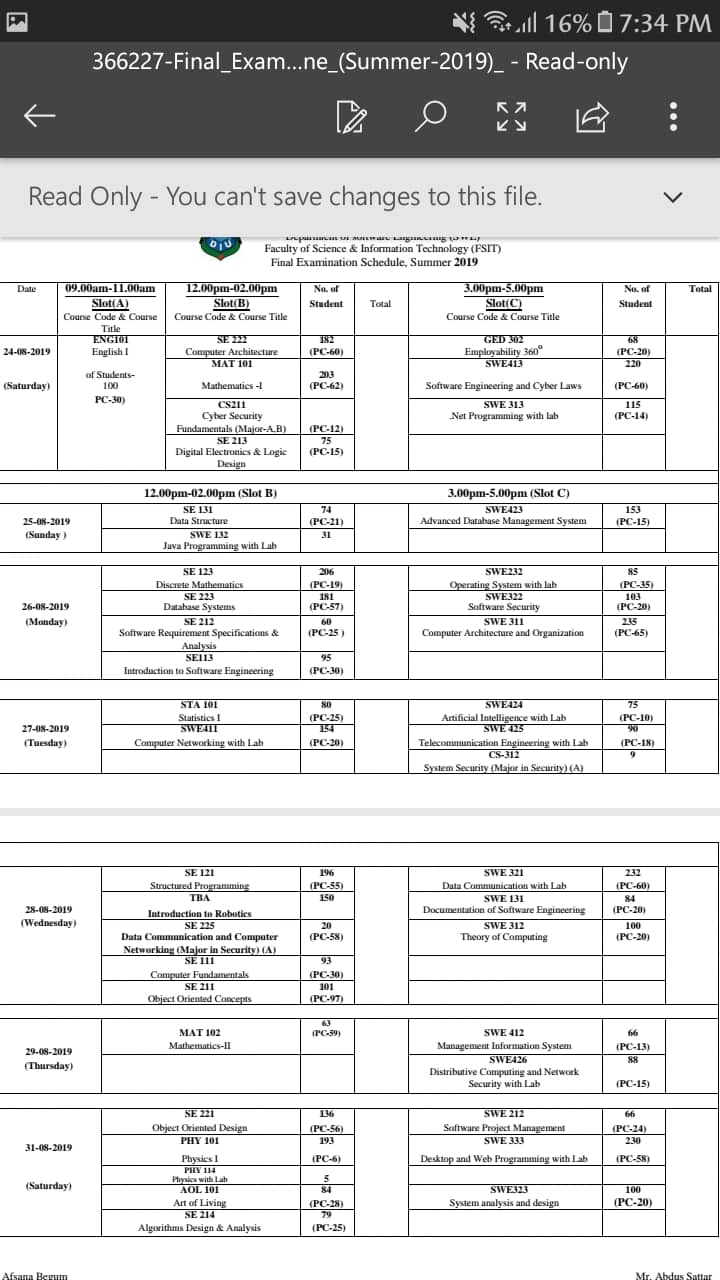 16% 7:34 PM
366227-Final_Exam...ne_(Summer-2019)_ - Read-only
Read Only - You can't save changes to this file.
DIU
Faculty of Science & Information Technology (FSIT)
Final Examination Schedule, Summer 2019
Date 09.00am-11.00am 12.00pm-02.00pm No. of 3.00pm-5.00pm No. of Total
Slot(A) Slot(B) Student Total Slot(C) Student
Course Code & Course Course Code & Course Title Course Code & Course Title
Title
ENG101 SE 222 182 GED 302 68
24-08-2019 English I Computer Architecture (PC-60) Employability 360° (PC-20)
MAT 101 SWE413 220
of Students- 203
(Saturday) 100 Mathematics -I (PC-62) Software Engineering and Cyber Laws (PC-60)
PC-30)
CS211 SWE 313 115
Cyber Security .Net Programming with lab (PC-14)
Fundamentals (Major-A,B) (PC-12)
SE 213 75
Digital Electronics & Logic (PC-15)
Design
12.00pm-02.00pm (Slot B) 3.00pm-5.00pm (Slot C)
SE 131 74 SWE423 153
25-08-2019 Data Structure (PC-21) Advanced Database Management System (PC-15)
(Sunday ) SWE 132 31
Java Programming with Lab
SE 123 206 SWE232 85
Discrete Mathematics (PC-19) Operating System with lab (PC-35)
SE 223 181 SWE322 103
26-08-2019 Database Systems (PC-57) Software Security (PC-20)
(Monday) SE 212 60 SWE 311 235
Software Requirement Specifications & (PC-25 ) Computer Architecture and Organization (PC-65)
Analysis
SE113 95
Introduction to Software Engineering (PC-30)
STA 101 80 SWE424 75
Statistics I (PC-25) Artificial Intelligence with Lab (PC-10)
27-08-2019 SWE411 154 SWE 425 90
(Tuesday) Computer Networking with Lab (PC-20) Telecommunication Engineering with Lab (PC-18)
CS-312 9
System Security (Major in Security) (A)
SE 121 196 SWE 321 232
Structured Programming (PC-55) Data Communication with Lab (PC-60)
TBA 150 SWE 131 84
28-08-2019 Introduction to Robotics Documentation of Software Engineering (PC-20)
(Wednesday) SE 225 20 SWE 312 100
Data Communication and Computer (PC-58) Theory of Computing (PC-20)
Networking (Major in Security) (A)
SE 111 93
Computer Fundamentals (PC-30)
SE 211 101
Object Oriented Concepts (PC-97)
63
MAT 102 (PC-59) SWE 412 66
29-08-2019 Mathematics-II Management Information System (PC-13)
(Thursday) SWE426 88
Distributive Computing and Network
Security with Lab (PC-15)
SE 221 136 SWE 212 66
Object Oriented Design (PC-56) Software Project Management (PC-24)
31-08-2019 PHY 101 193 SWE 333 230
Physics I (PC-6) Desktop and Web Programming with Lab (PC-58)
PHY 114
(Saturday) Physics with Lab 5
AOL 101 84 SWE323 100
Art of Living (PC-28) System analysis and design (PC-20)
SE 214 79
Algorithms Design & Analysis (PC-25)
Afsana Begum Mr. Abdus Sattar